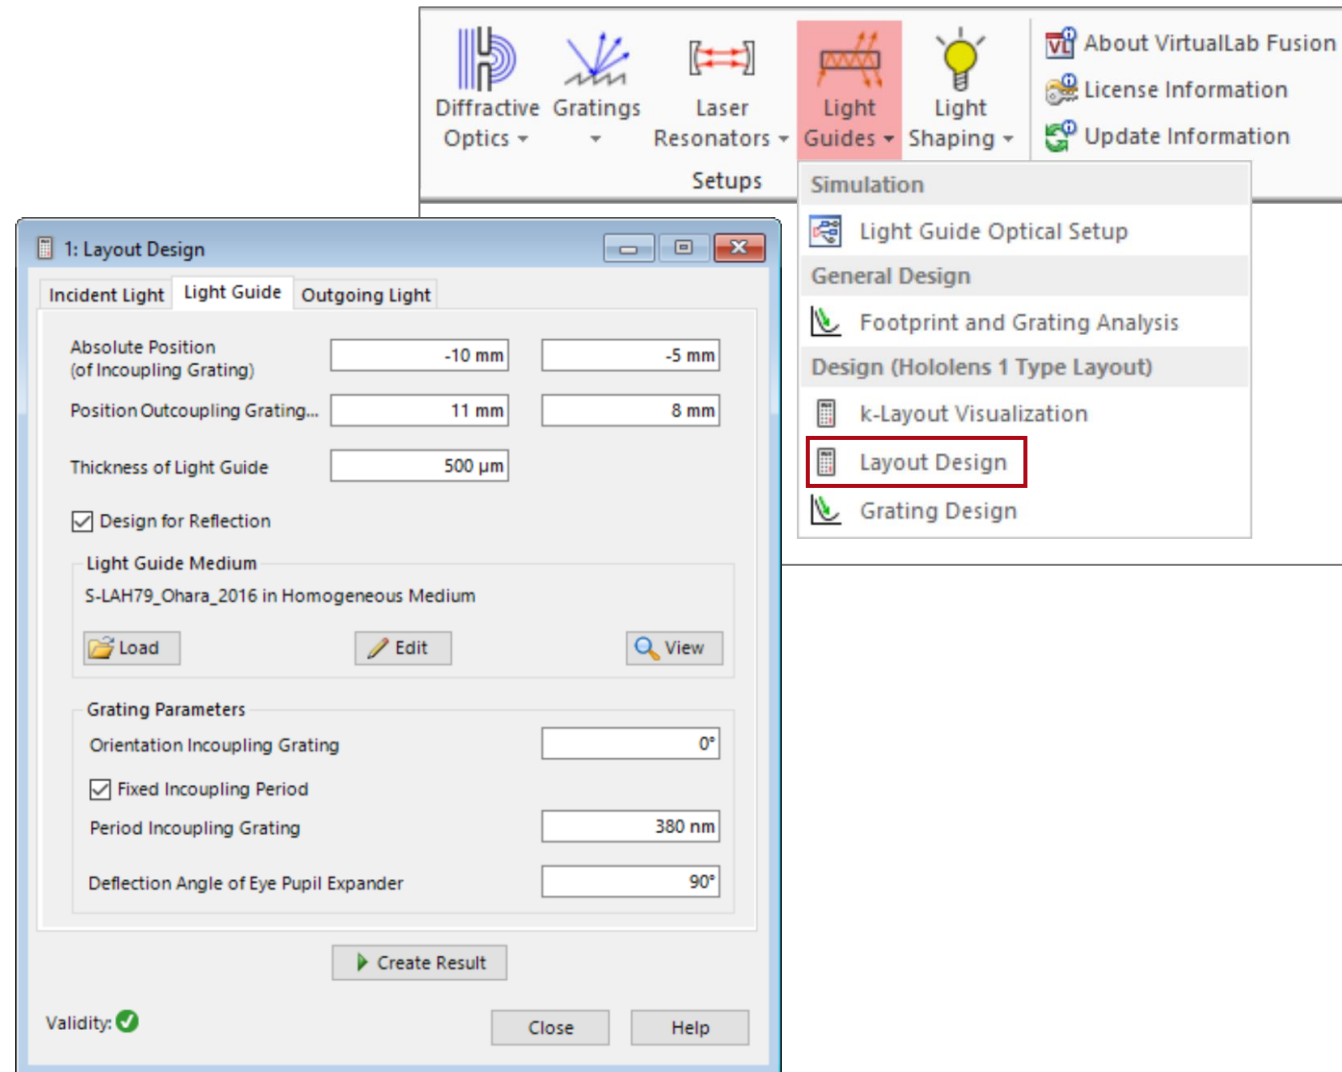 Diffractive Optics
Gratings
Laser Resonators
Light Guides
Light Shaping
Setups
About VirtualLab Fusion
License Information
Update Information
Simulation
Light Guide Optical Setup
General Design
Footprint and Grating Analysis
Design (Hololens 1 Type Layout)
k-Layout Visualization
Layout Design
Grating Design
1: Layout Design
Incident Light Light Guide Outgoing Light
Absolute Position
(of Incoupling Grating)
-10 mm -5 mm
Position Outcoupling Grating... 11 mm 8 mm
Thickness of Light Guide 500 µm
Design for Reflection
Light Guide Medium
S-LAH79_Ohara_2016 in Homogeneous Medium
Load Edit View
Grating Parameters
Orientation Incoupling Grating 0°
Fixed Incoupling Period
Period Incoupling Grating 380 nm
Deflection Angle of Eye Pupil Expander 90°
Create Result
Validity:
Close Help